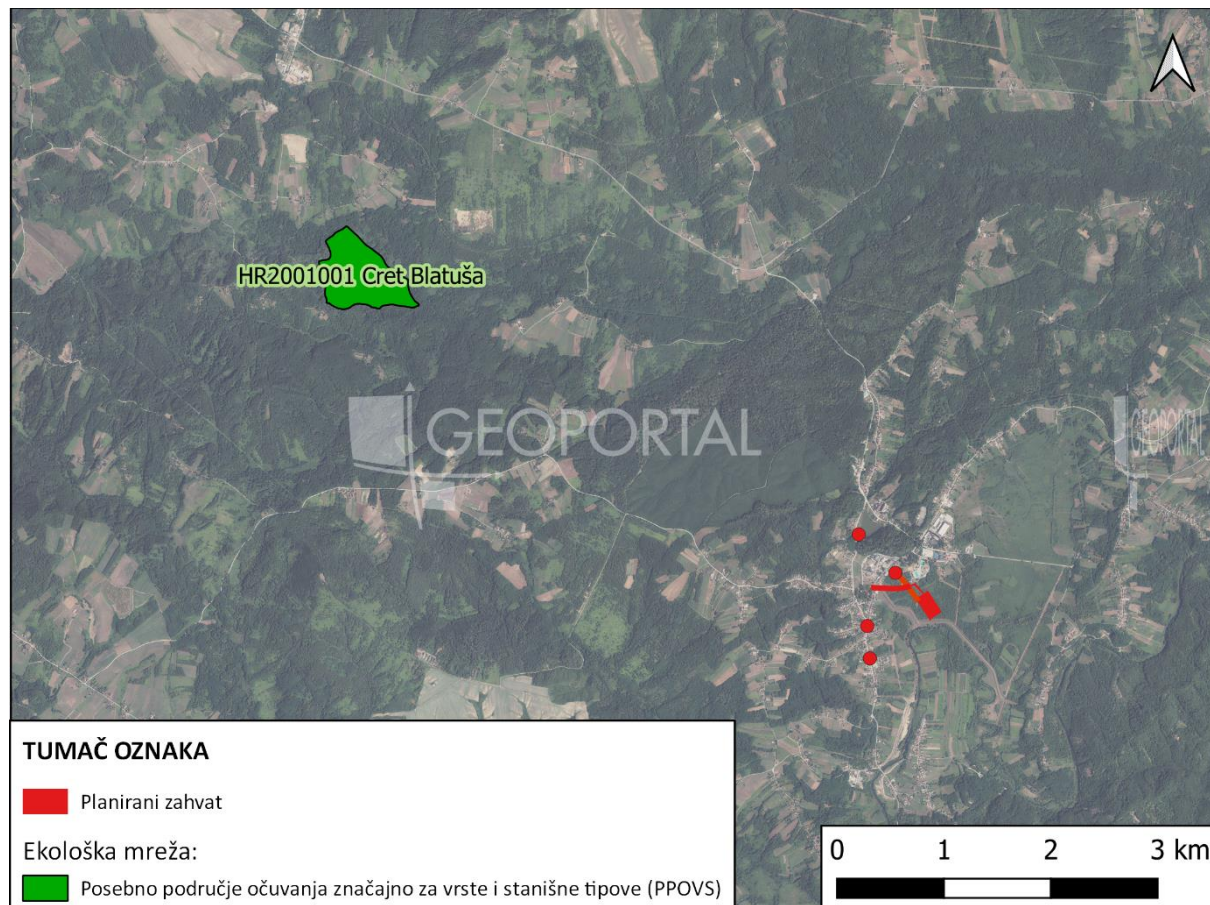 HR2001001 Cret Blatuša
GEOPORTAL
GEOPORTAL
TUMAČ OZNAKA
Planirani zahvat
Ekološka mreža:
Posebno područje očuvanja značajno za vrste i stanišne tipove (PPOVS)
0 1 2 3 km